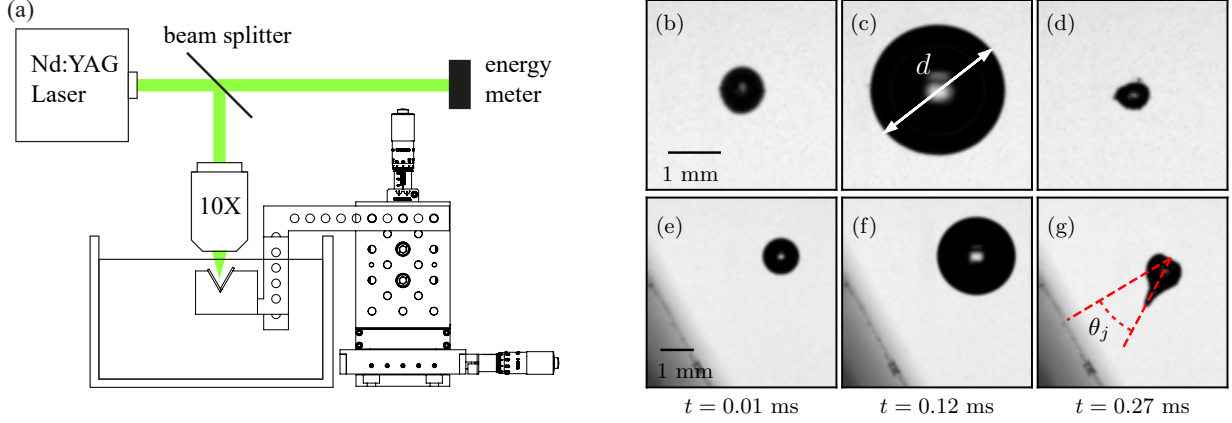 (a)
beam splitter
Nd:YAG
Laser
energy
meter
10X
(b)
(c)
(d)
d
1 mm
(e)
(f)
(g)
θj
1 mm
t = 0.01 ms
t = 0.12 ms
t = 0.27 ms